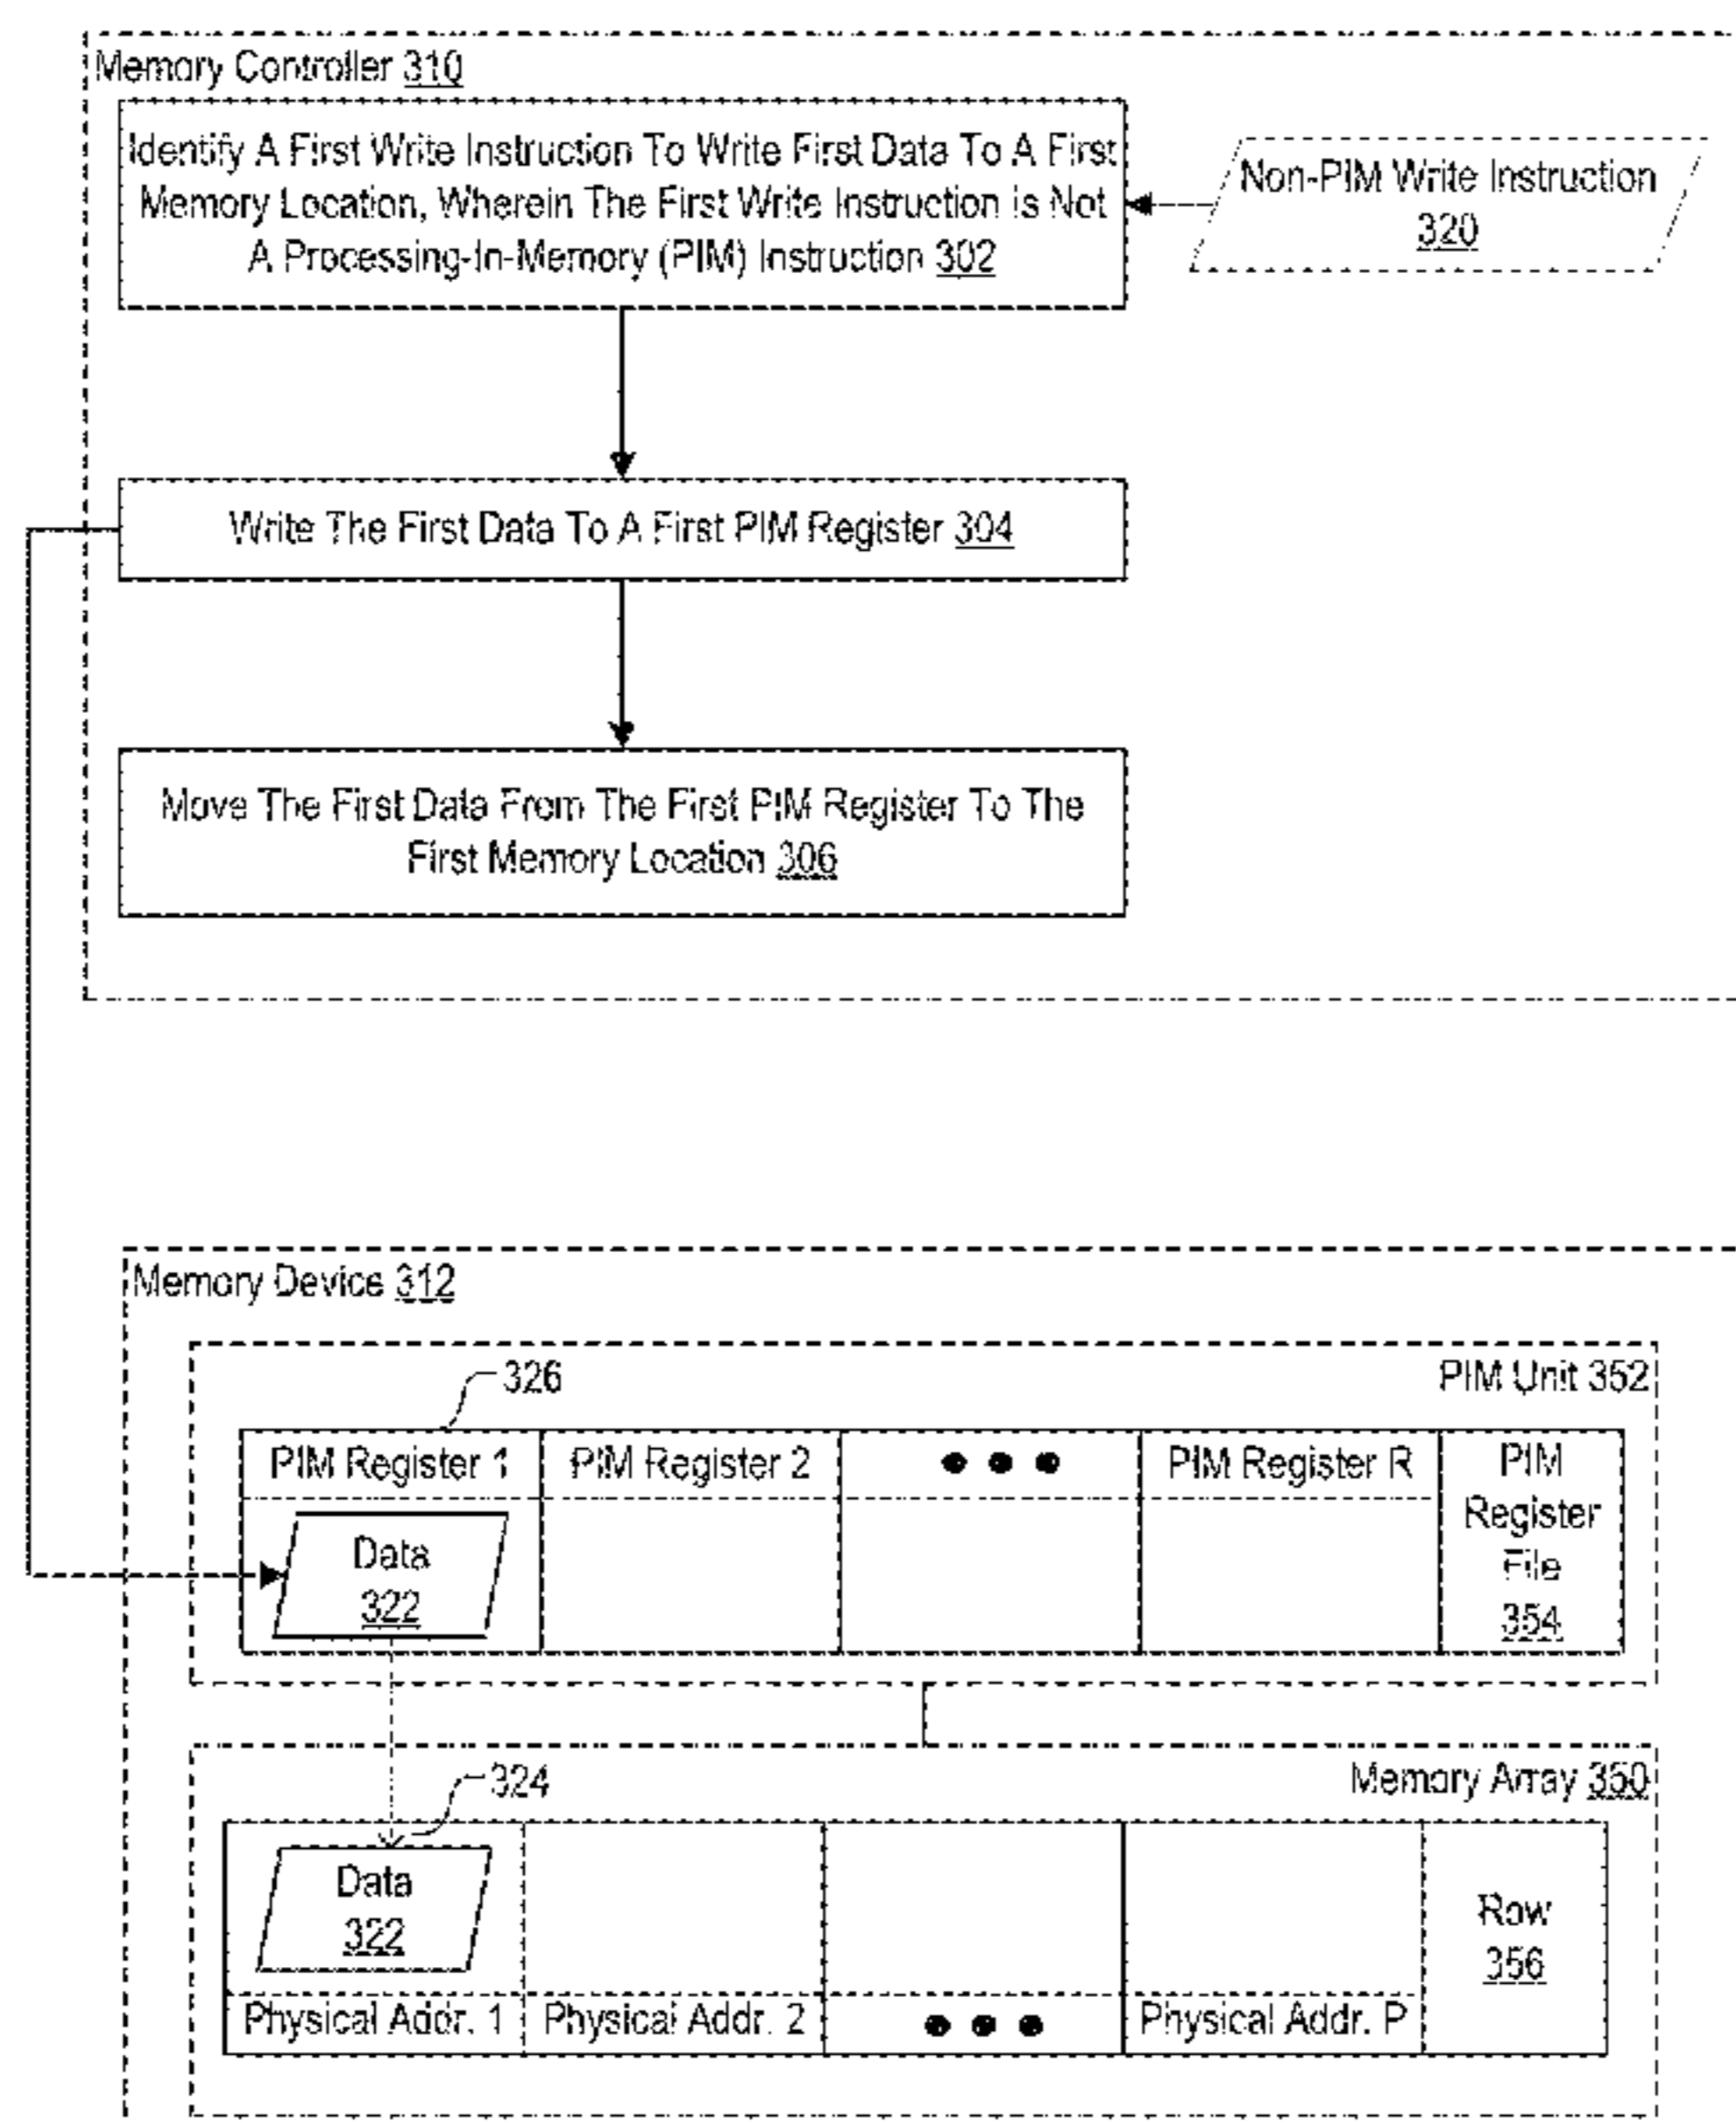 Memory Controller 310
Identify A First Write Instruction To Write First Data To A First
Memory Location, Wherein The First Write Instruction is Not
A Processing-In-Memory (PIM) Instruction 302
Non-PIM Write Instruction
320
Write The First Data To A First PIM Register 304
Move The First Data From The First PIM Register To The
First Memory Location 306
Memory Device 312
326
PIM Unit 352
PIM Register 1
PIM Register 2
● ● ●
PIM Register R
PIM
Register
File
354
Data
322
324
Memory Array 350
Data
322
Row
356
Physical Addr. 1
Physical Addr. 2
● ● ●
Physical Addr. P